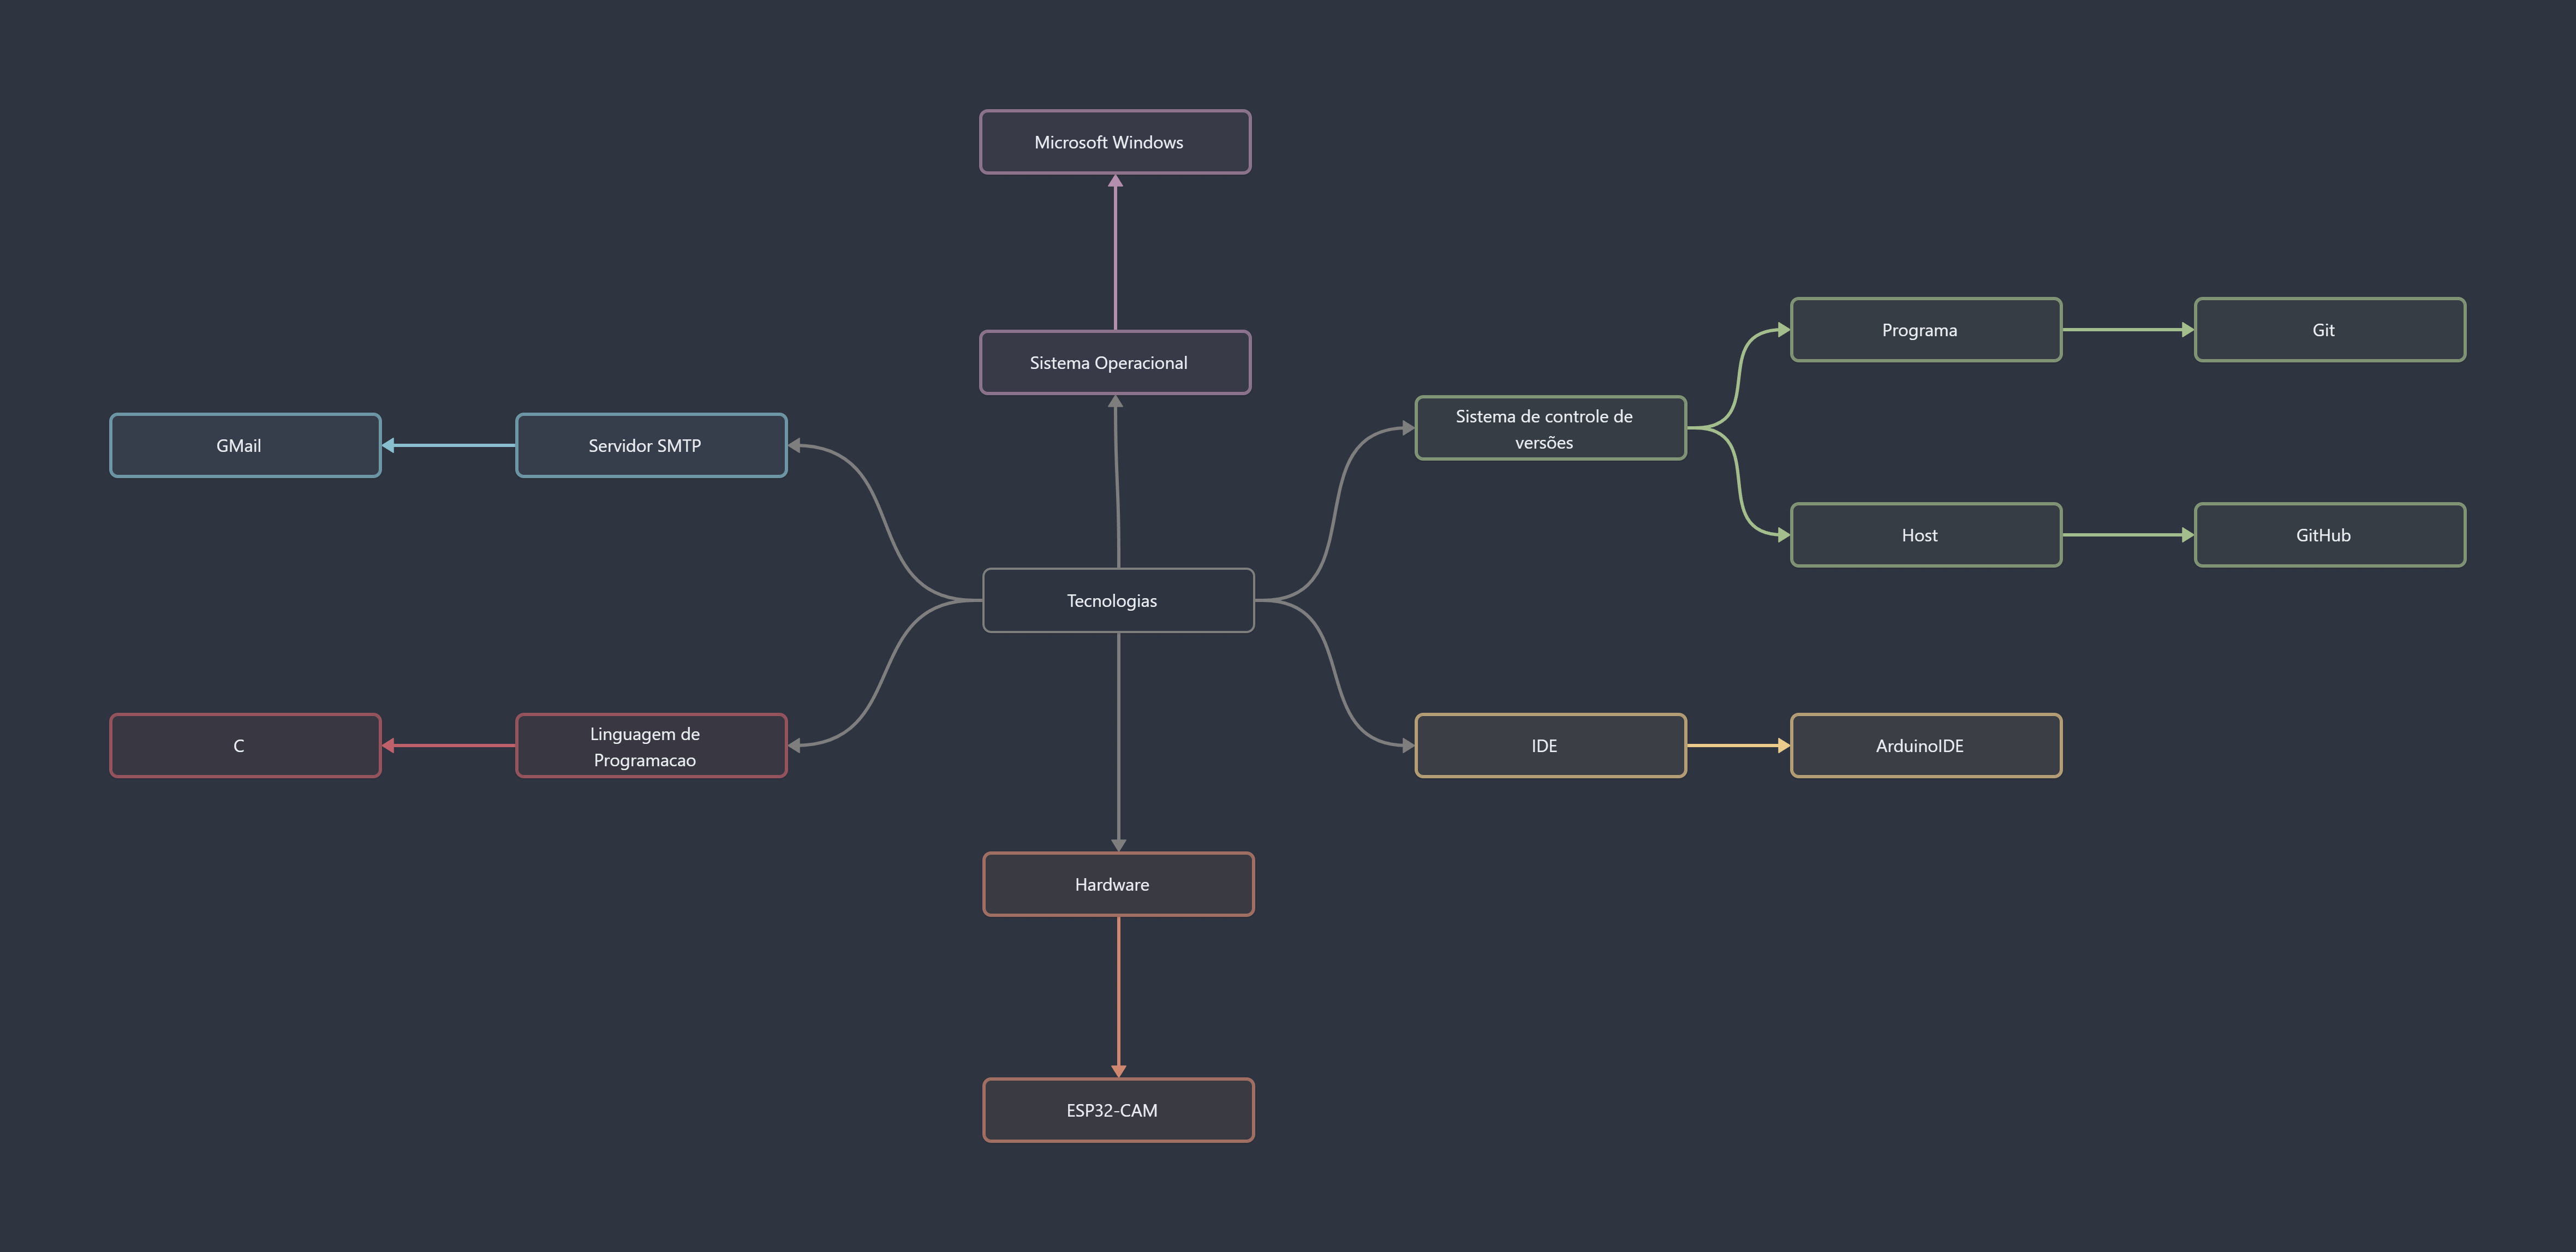 Microsoft Windows
Sistema Operacional
GMail
Servidor SMTP
Sistema de controle de
versões
Programa
Git
Host
GitHub
Tecnologias
C
Linguagem de
Programacao
IDE
ArduinoIDE
Hardware
ESP32-CAM